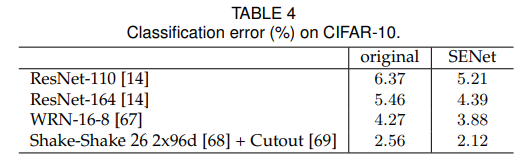 TABLE 4
Classification error (%) on CIFAR-10.
original SENet
ResNet-110 [14] 6.37 5.21
ResNet-164 [14] 5.46 4.39
WRN-16-8 [67] 4.27 3.88
Shake-Shake 26 2x96d [68] + Cutout [69] 2.56 2.12